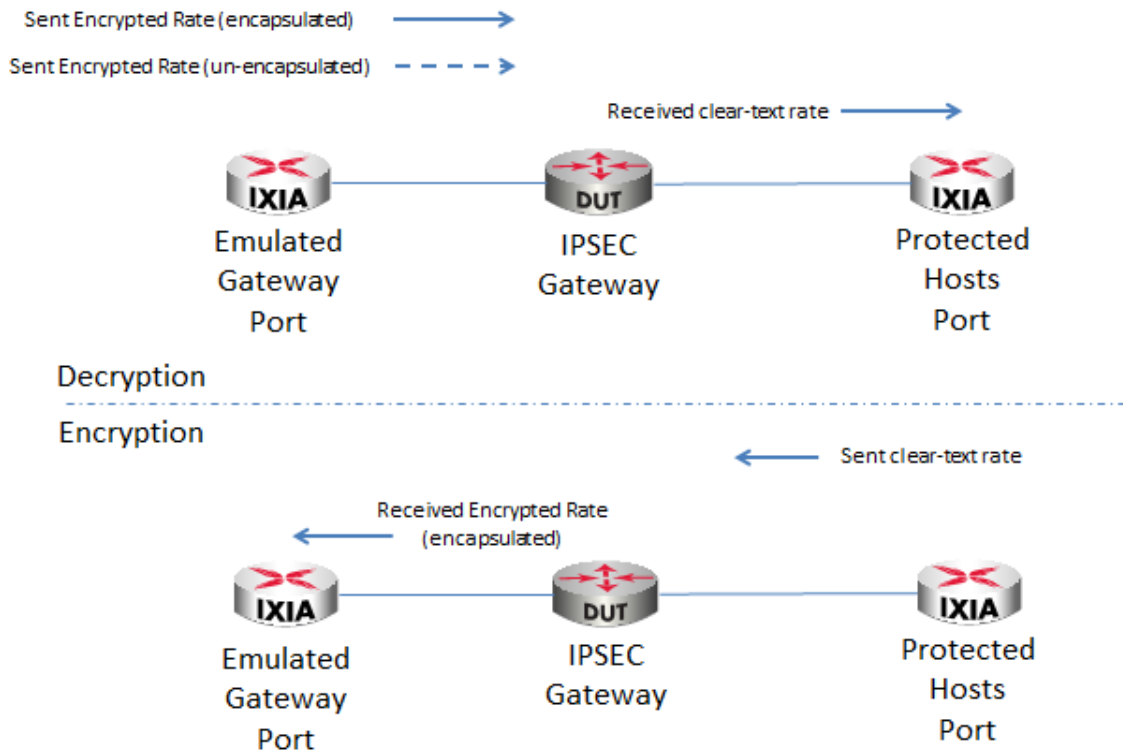 Sent Encrypted Rate (encapsulated)
Sent Encrypted Rate (un-encapsulated)
Received clear-text rate
IXIA
DUT
IXIA
Emulated
Gateway
Port
IPSEC
Gateway
Protected
Hosts
Port
Decryption
Encryption
Sent clear-text rate
Received Encrypted Rate
(encapsulated)
IXIA
DUT
IXIA
Emulated
Gateway
Port
IPSEC
Gateway
Protected
Hosts
Port